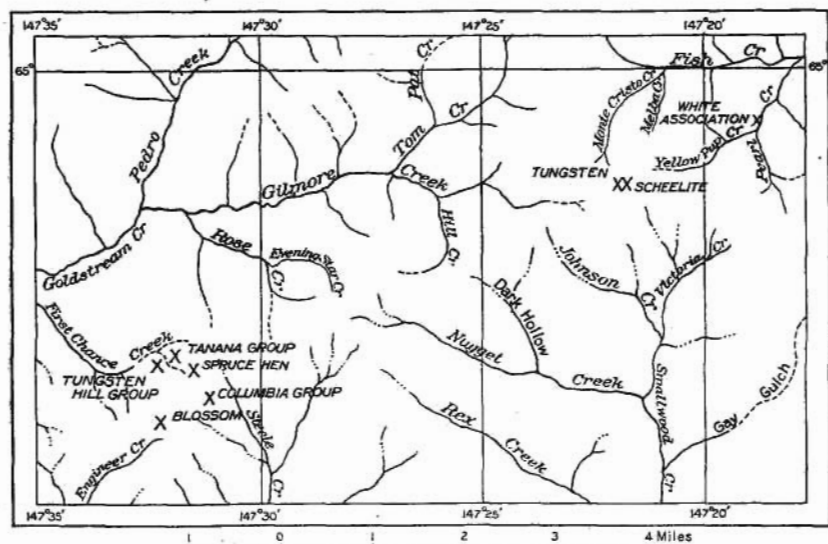 147°35'
147°30'
147°25'
147°20'
65°
65°
Pedro Creek
Pat Cr
Tom Cr
Fish Cr
Monte Cristo Cr
Melba Cr
WHITE ASSOCIATION
Pearl Cr
Yellow Pup Cr
TUNGSTEN
SCHEELITE
Gilmore Creek
Hill Cr
Goldstream Cr
Rose Cr
Evening Star Cr
Johnson Cr
Victoria Cr
Dark Hollow
First Chance Creek
TANANA GROUP
SPRUCE HEN
TUNGSTEN HILL GROUP
COLUMBIA GROUP
BLOSSOM
Nugget Creek
Smallwood Cr
Gay Gulch
Rex Creek
Steele Cr
Engineer Cr
147°35'
147°30'
147°25'
147°20'
1 0 1 2 3 4 Miles